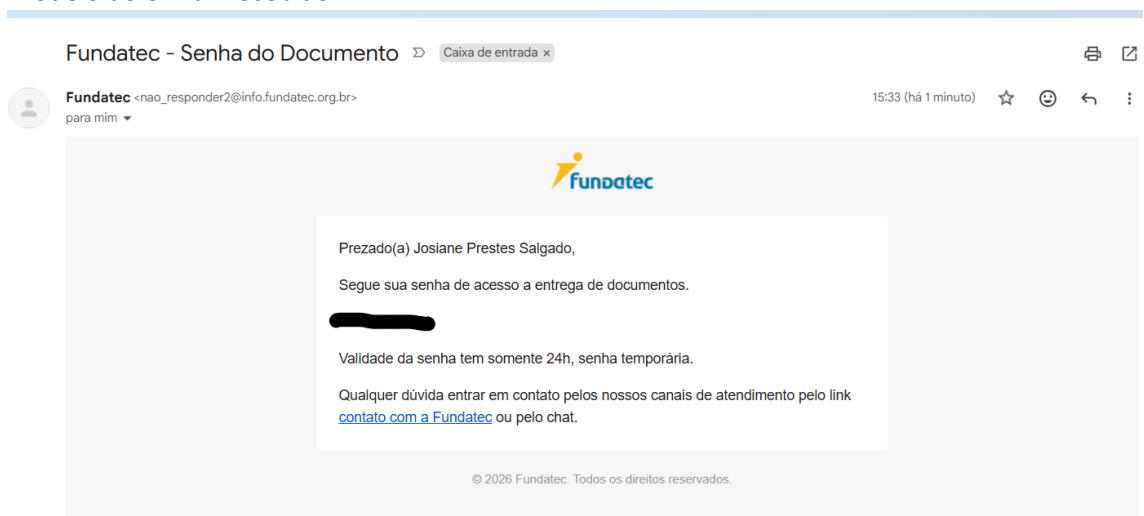 Fundatec - Senha do Documento Caixa de entrada ×
Fundatec <nao_responder2@info.fundatec.org.br> 15:33 (há 1 minuto)
para mim
Fundatec
Prezado(a) Josiane Prestes Salgado,
Segue sua senha de acesso a entrega de documentos.
Validade da senha tem somente 24h, senha temporária.
Qualquer dúvida entrar em contato pelos nossos canais de atendimento pelo link
contato com a Fundatec ou pelo chat.
© 2026 Fundatec. Todos os direitos reservados.